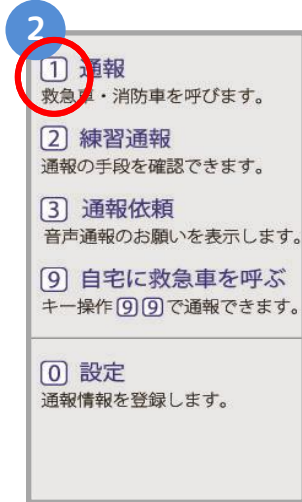 2
1 通報
救急車・消防車を呼びます。
2 練習通報
通報の手段を確認できます。
3 通報依頼
音声通報のお願いを表示します。
9 自宅に救急車を呼ぶ
キー操作99で通報できます。
0 設定
通報情報を登録します。